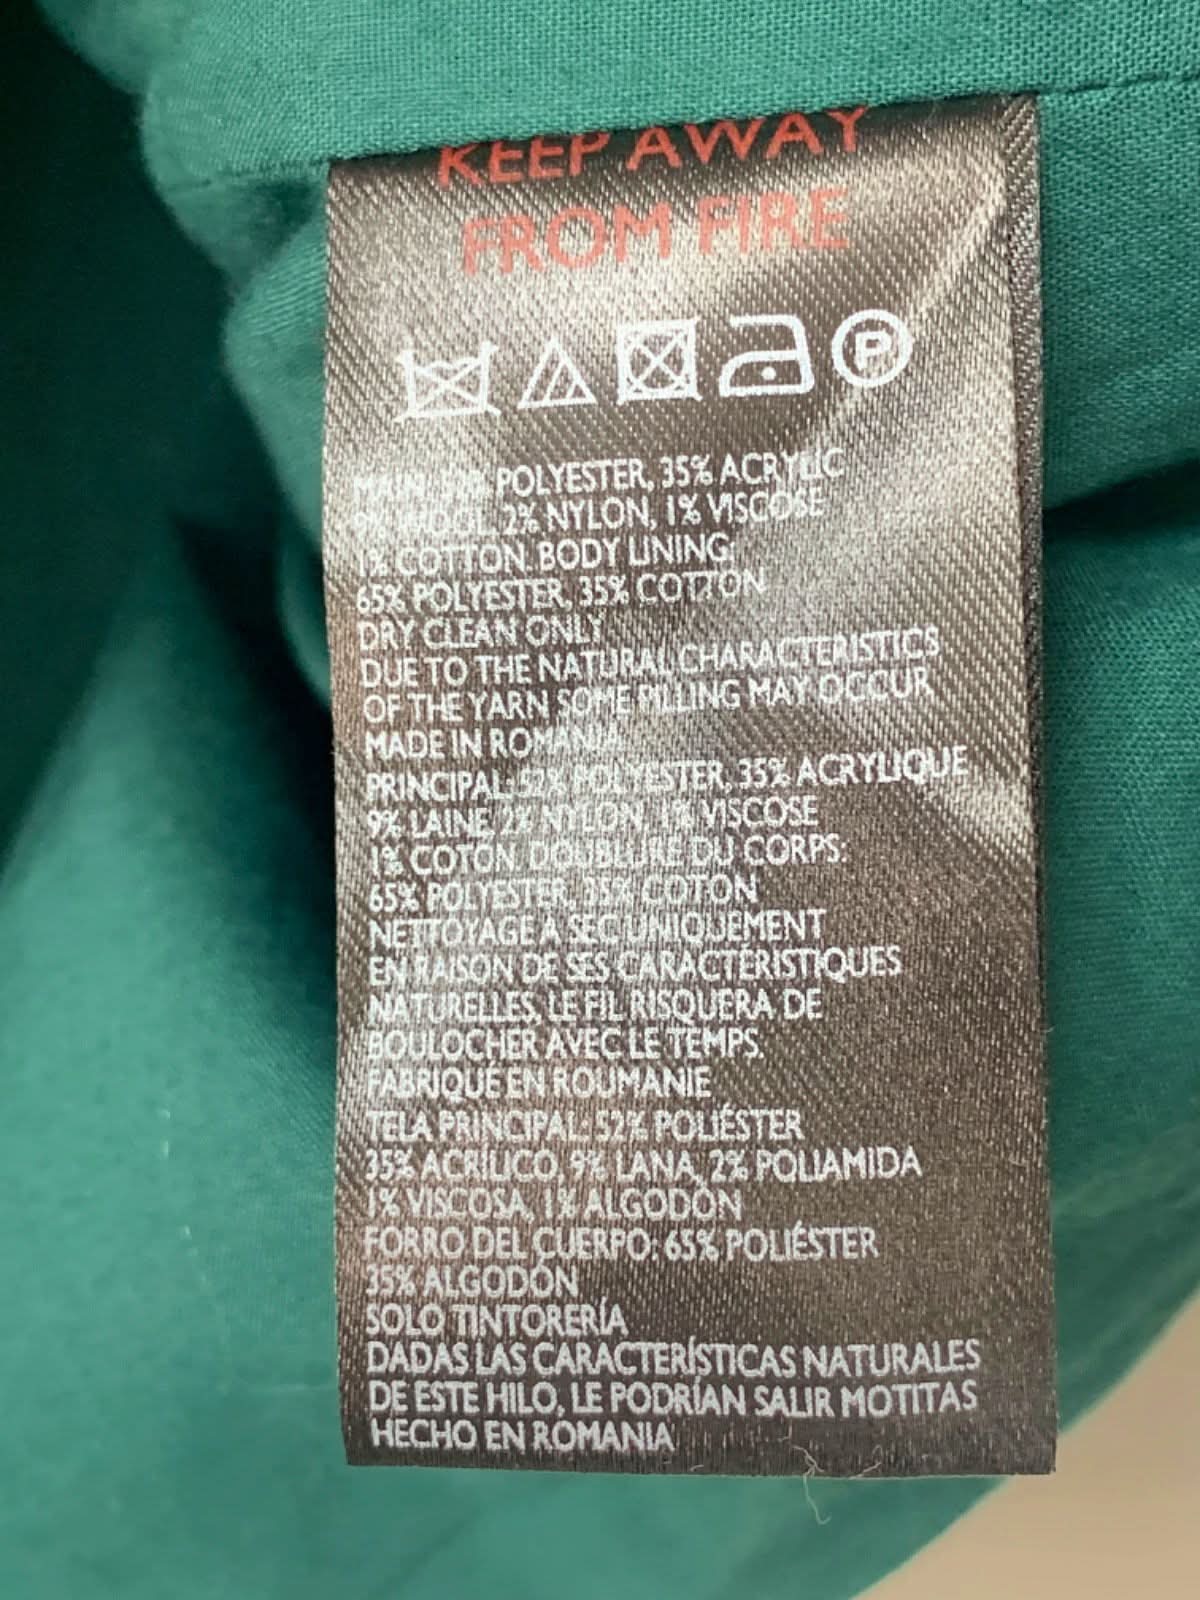 KEEP AWAY
FROM FIRE
P
MAIN: 52% POLYESTER, 35% ACRYLIC
9% WOOL, 2% NYLON, 1% VISCOSE
1% COTTON. BODY LINING:
65% POLYESTER, 35% COTTON
DRY CLEAN ONLY
DUE TO THE NATURAL CHARACTERISTICS
OF THE YARN SOME PILLING MAY OCCUR
MADE IN ROMANIA
PRINCIPAL: 52% POLYESTER, 35% ACRYLIQUE
9% LAINE, 2% NYLON, 1% VISCOSE
1% COTON. DOUBLURE DU CORPS:
65% POLYESTER, 35% COTON
NETTOYAGE A SEC UNIQUEMENT
EN RAISON DE SES CARACTÉRISTIQUES
NATURELLES, LE FIL RISQUERA DE
BOULOCHER AVEC LE TEMPS.
FABRIQUÉ EN ROUMANIE
TELA PRINCIPAL: 52% POLIÉSTER
35% ACRÍLICO, 9% LANA, 2% POLIAMIDA
1% VISCOSA, 1% ALGODÓN
FORRO DEL CUERPO: 65% POLIÉSTER
35% ALGODÓN
SOLO TINTORERÍA
DADAS LAS CARACTERÍSTICAS NATURALES
DE ESTE HILO, LE PODRÍAN SALIR MOTITAS
HECHO EN ROMANIA